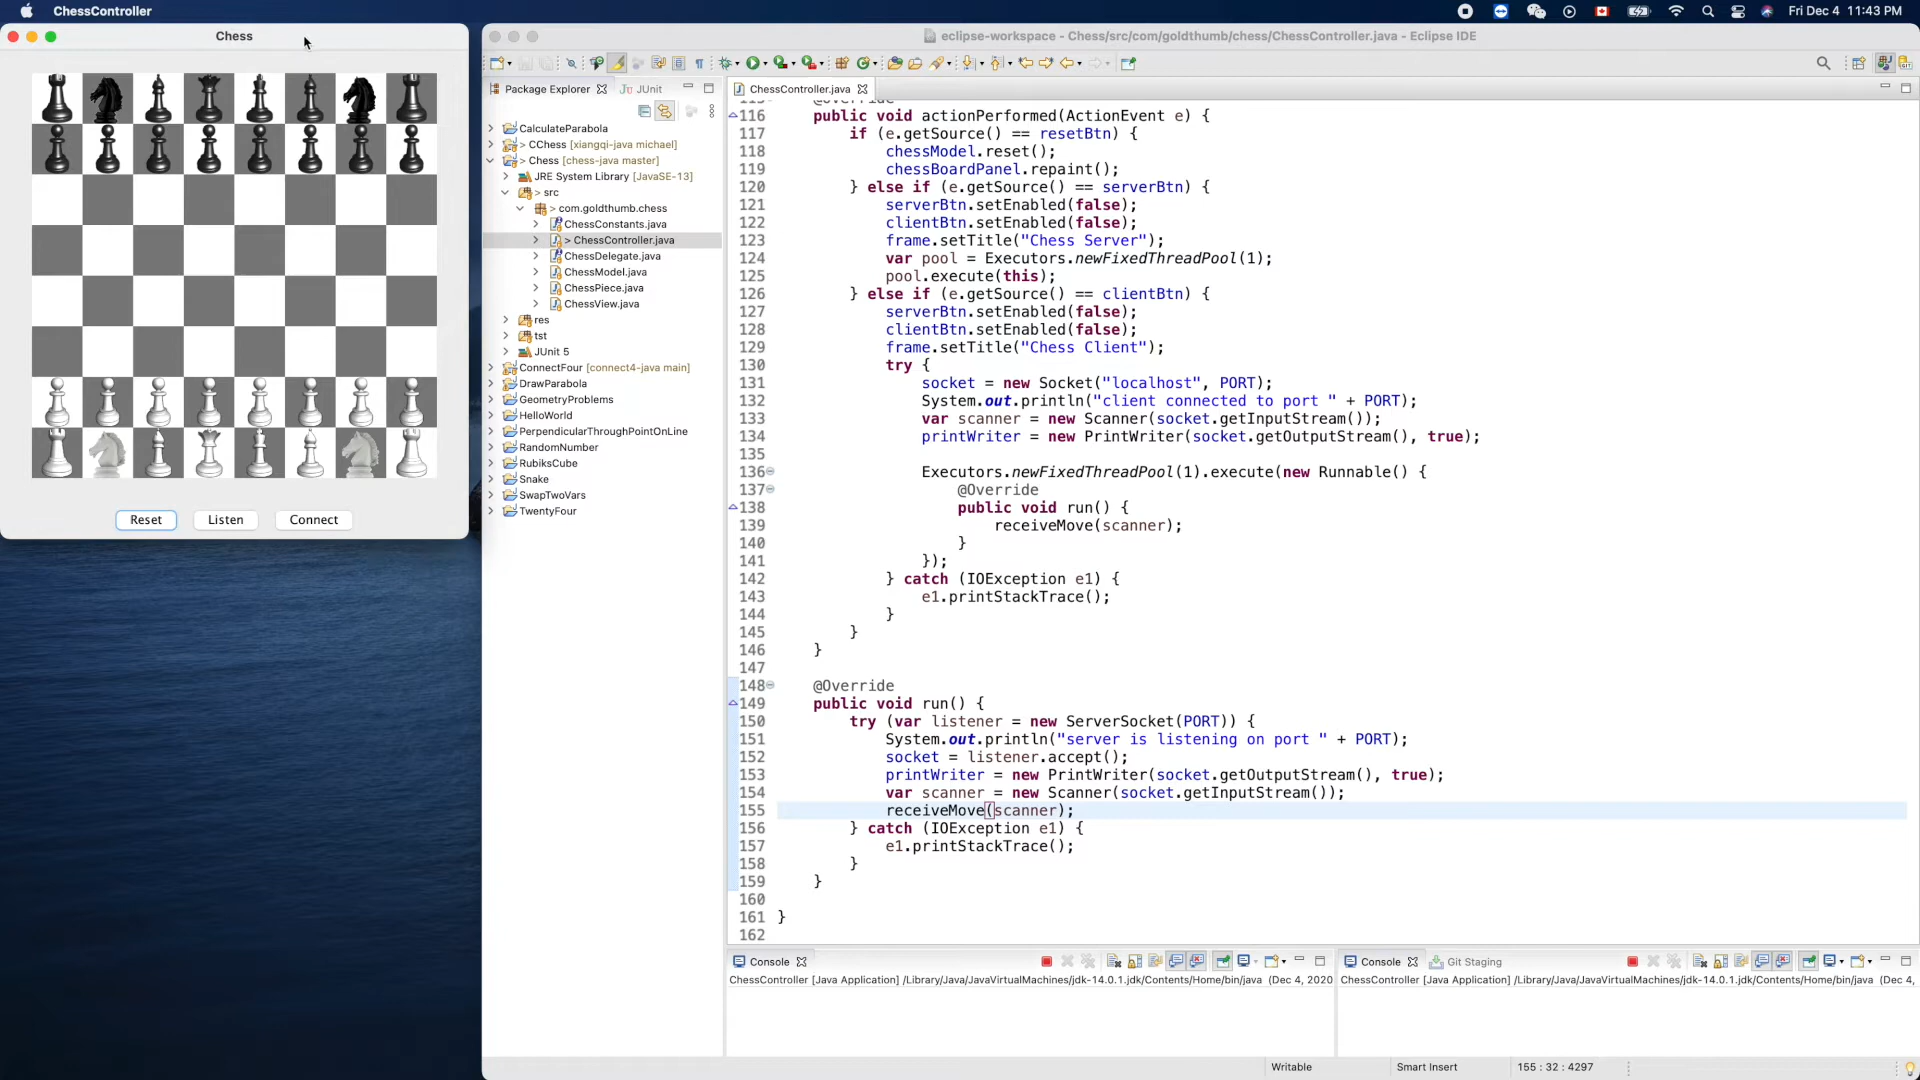 ChessController
Fri Dec 4 11:43 PM
Chess
Reset
Listen
Connect
eclipse-workspace - Chess/src/com/goldthumb/chess/ChessController.java - Eclipse IDE
Package Explorer
JUnit
CalculateParabola
> CChess [xiangqi-java michael]
> Chess [chess-java master]
JRE System Library [JavaSE-13]
> src
> com.goldthumb.chess
ChessConstants.java
> ChessController.java
ChessDelegate.java
ChessModel.java
ChessPiece.java
ChessView.java
res
tst
JUnit 5
ConnectFour [connect4-java main]
DrawParabola
GeometryProblems
HelloWorld
PerpendicularThroughPointOnLine
RandomNumber
RubiksCube
Snake
SwapTwoVars
TwentyFour
ChessController.java
115 @Override
116 public void actionPerformed(ActionEvent e) {
117 if (e.getSource() == resetBtn) {
118 chessModel.reset();
119 chessBoardPanel.repaint();
120 } else if (e.getSource() == serverBtn) {
121 serverBtn.setEnabled(false);
122 clientBtn.setEnabled(false);
123 frame.setTitle("Chess Server");
124 var pool = Executors.newFixedThreadPool(1);
125 pool.execute(this);
126 } else if (e.getSource() == clientBtn) {
127 serverBtn.setEnabled(false);
128 clientBtn.setEnabled(false);
129 frame.setTitle("Chess Client");
130 try {
131 socket = new Socket("localhost", PORT);
132 System.out.println("client connected to port " + PORT);
133 var scanner = new Scanner(socket.getInputStream());
134 printWriter = new PrintWriter(socket.getOutputStream(), true);
135
136 Executors.newFixedThreadPool(1).execute(new Runnable() {
137 @Override
138 public void run() {
139 receiveMove(scanner);
140 }
141 });
142 } catch (IOException e1) {
143 e1.printStackTrace();
144 }
145 }
146 }
147
148 @Override
149 public void run() {
150 try (var listener = new ServerSocket(PORT)) {
151 System.out.println("server is listening on port " + PORT);
152 socket = listener.accept();
153 printWriter = new PrintWriter(socket.getOutputStream(), true);
154 var scanner = new Scanner(socket.getInputStream());
155 receiveMove(scanner);
156 } catch (IOException e1) {
157 e1.printStackTrace();
158 }
159 }
160
161 }
162
Console
ChessController [Java Application] /Library/Java/JavaVirtualMachines/jdk-14.0.1.jdk/Contents/Home/bin/java (Dec 4, 2020
Console
Git Staging
ChessController [Java Application] /Library/Java/JavaVirtualMachines/jdk-14.0.1.jdk/Contents/Home/bin/java (Dec 4,
Writable
Smart Insert
155 : 32 : 4297